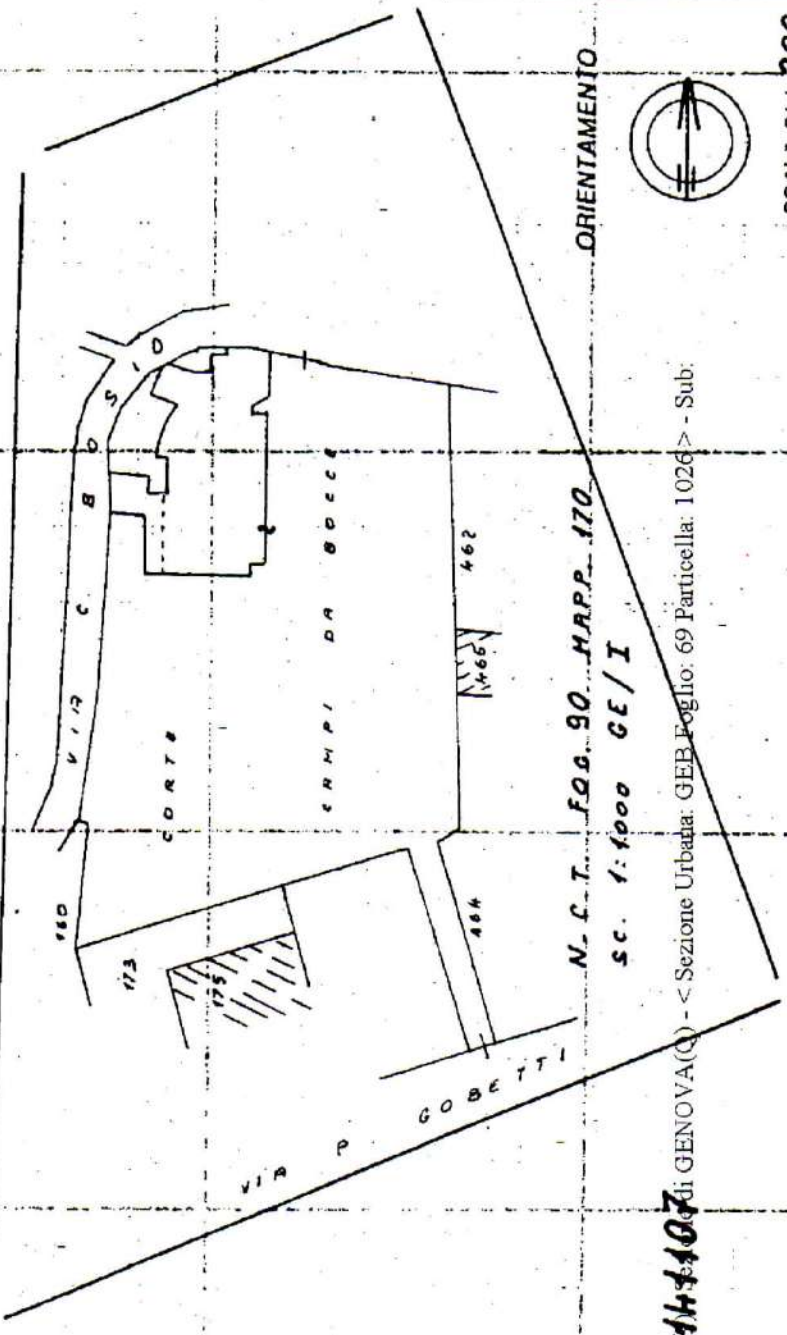 VIA C BOSIO
160
173
175
CORTE
CAMPI DA BOCCE
462
466
464
VIA P GOBETTI
N.C.T. FOG. 90 MAPP. 170
SC. 1:1000 GE/I
ORIENTAMENTO
di GENOVA(Q) - < Sezione Urbana: GEB Foglio: 69 Particella: 1026 > - Sub: